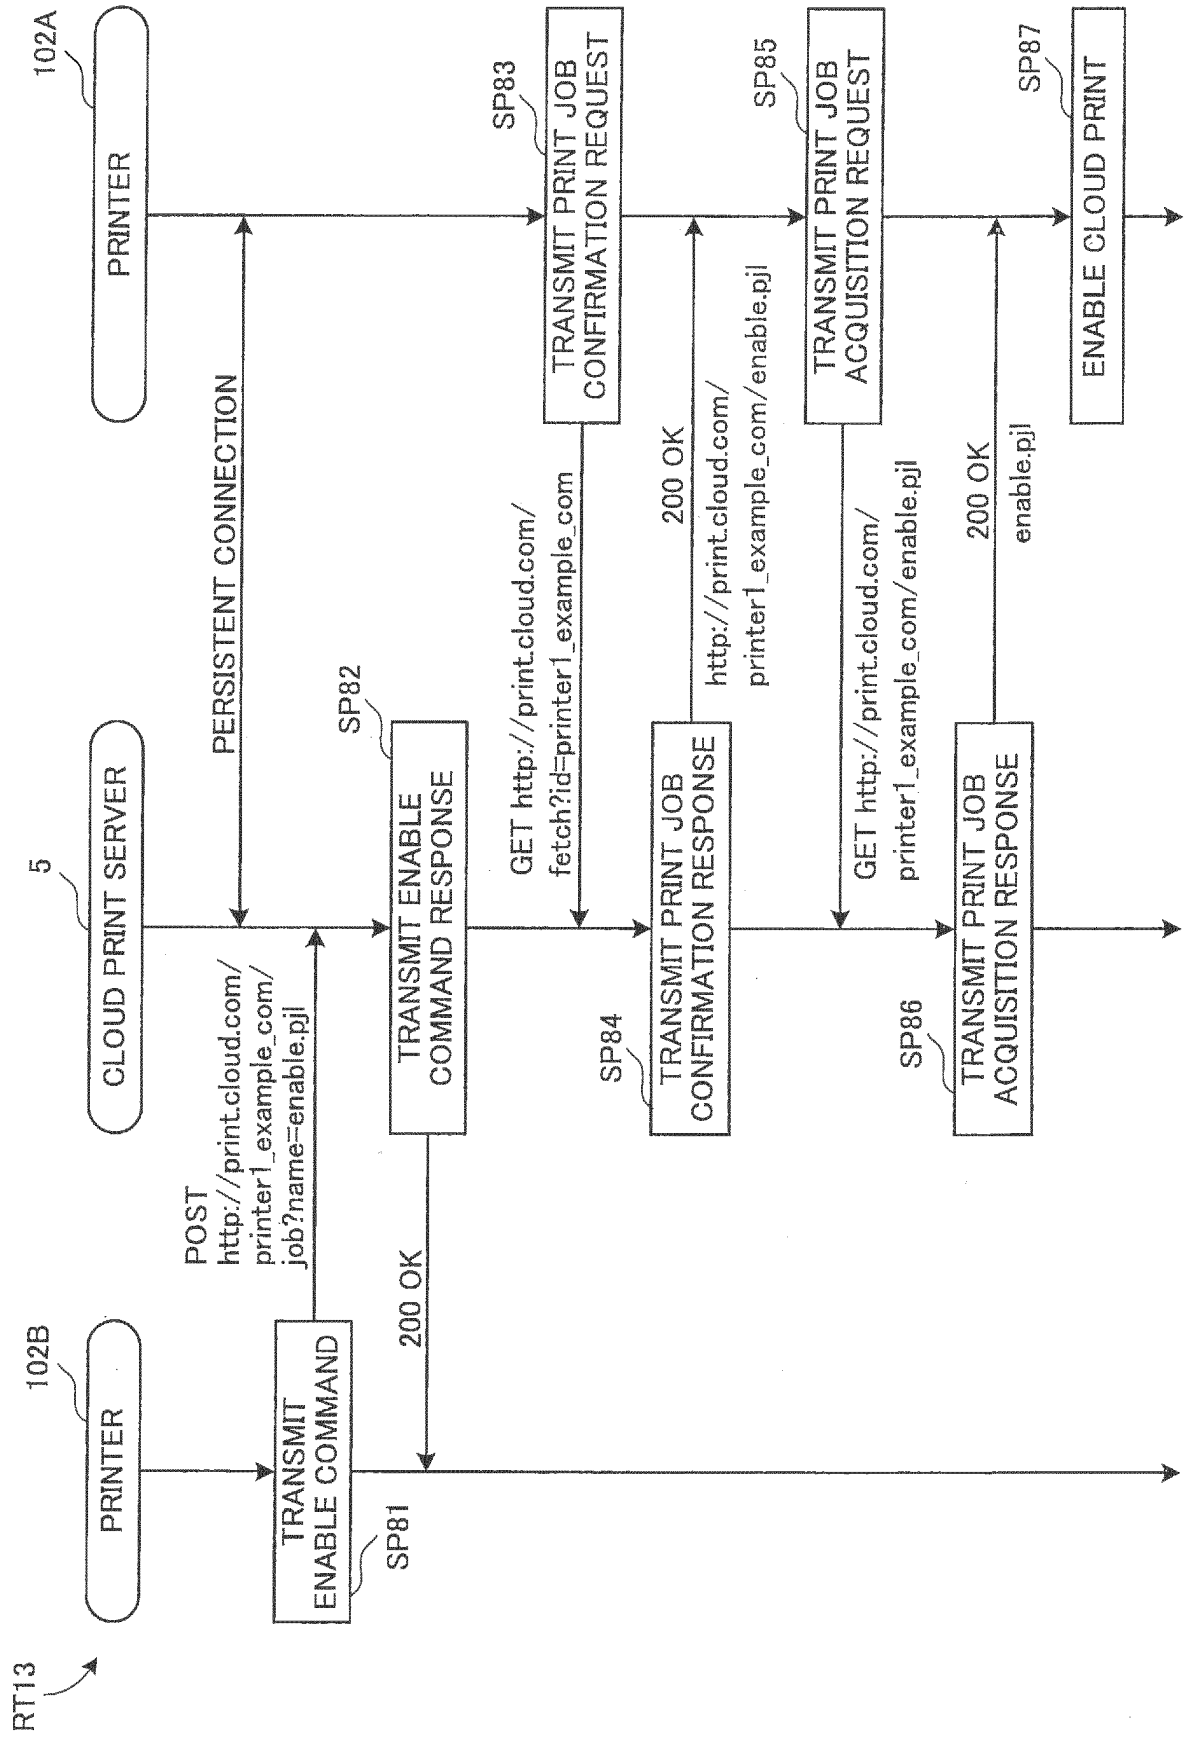 RT13
102B
PRINTER
5
CLOUD PRINT SERVER
102A
PRINTER
PERSISTENT CONNECTION
TRANSMIT
ENABLE COMMAND
SP81
POST
http://print.cloud.com/
printer1_example_com/
job?name=enable.pjl
SP82
TRANSMIT ENABLE
COMMAND RESPONSE
200 OK
SP83
TRANSMIT PRINT JOB
CONFIRMATION REQUEST
GET http://print.cloud.com/
fetch?id=printer1_example_com
SP84
TRANSMIT PRINT JOB
CONFIRMATION RESPONSE
200 OK
http://print.cloud.com/
printer1_example_com/enable.pjl
SP85
TRANSMIT PRINT JOB
ACQUISITION REQUEST
GET http://print.cloud.com/
printer1_example_com/enable.pjl
SP86
TRANSMIT PRINT JOB
ACQUISITION RESPONSE
200 OK
enable.pjl
SP87
ENABLE CLOUD PRINT